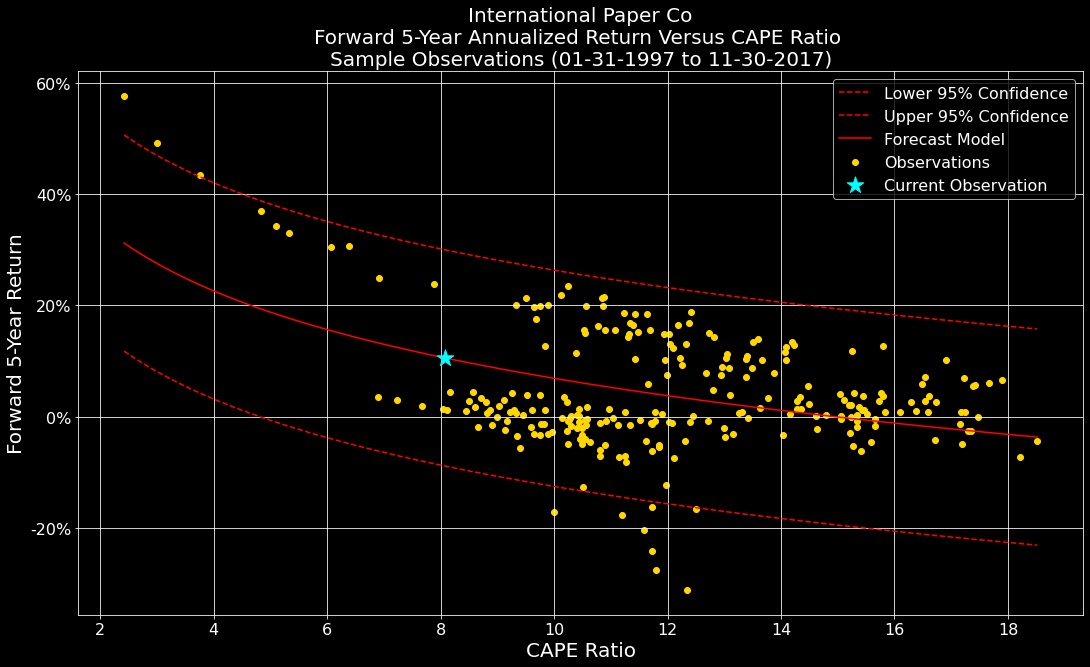 International Paper Co
Forward 5-Year Annualized Return Versus CAPE Ratio
Sample Observations (01-31-1997 to 11-30-2017)
Lower 95% Confidence
Upper 95% Confidence
Forecast Model
Observations
Current Observation
Forward 5-Year Return
60%
40%
20%
0%
-20%
2 4 6 8 10 12 14 16 18
CAPE Ratio